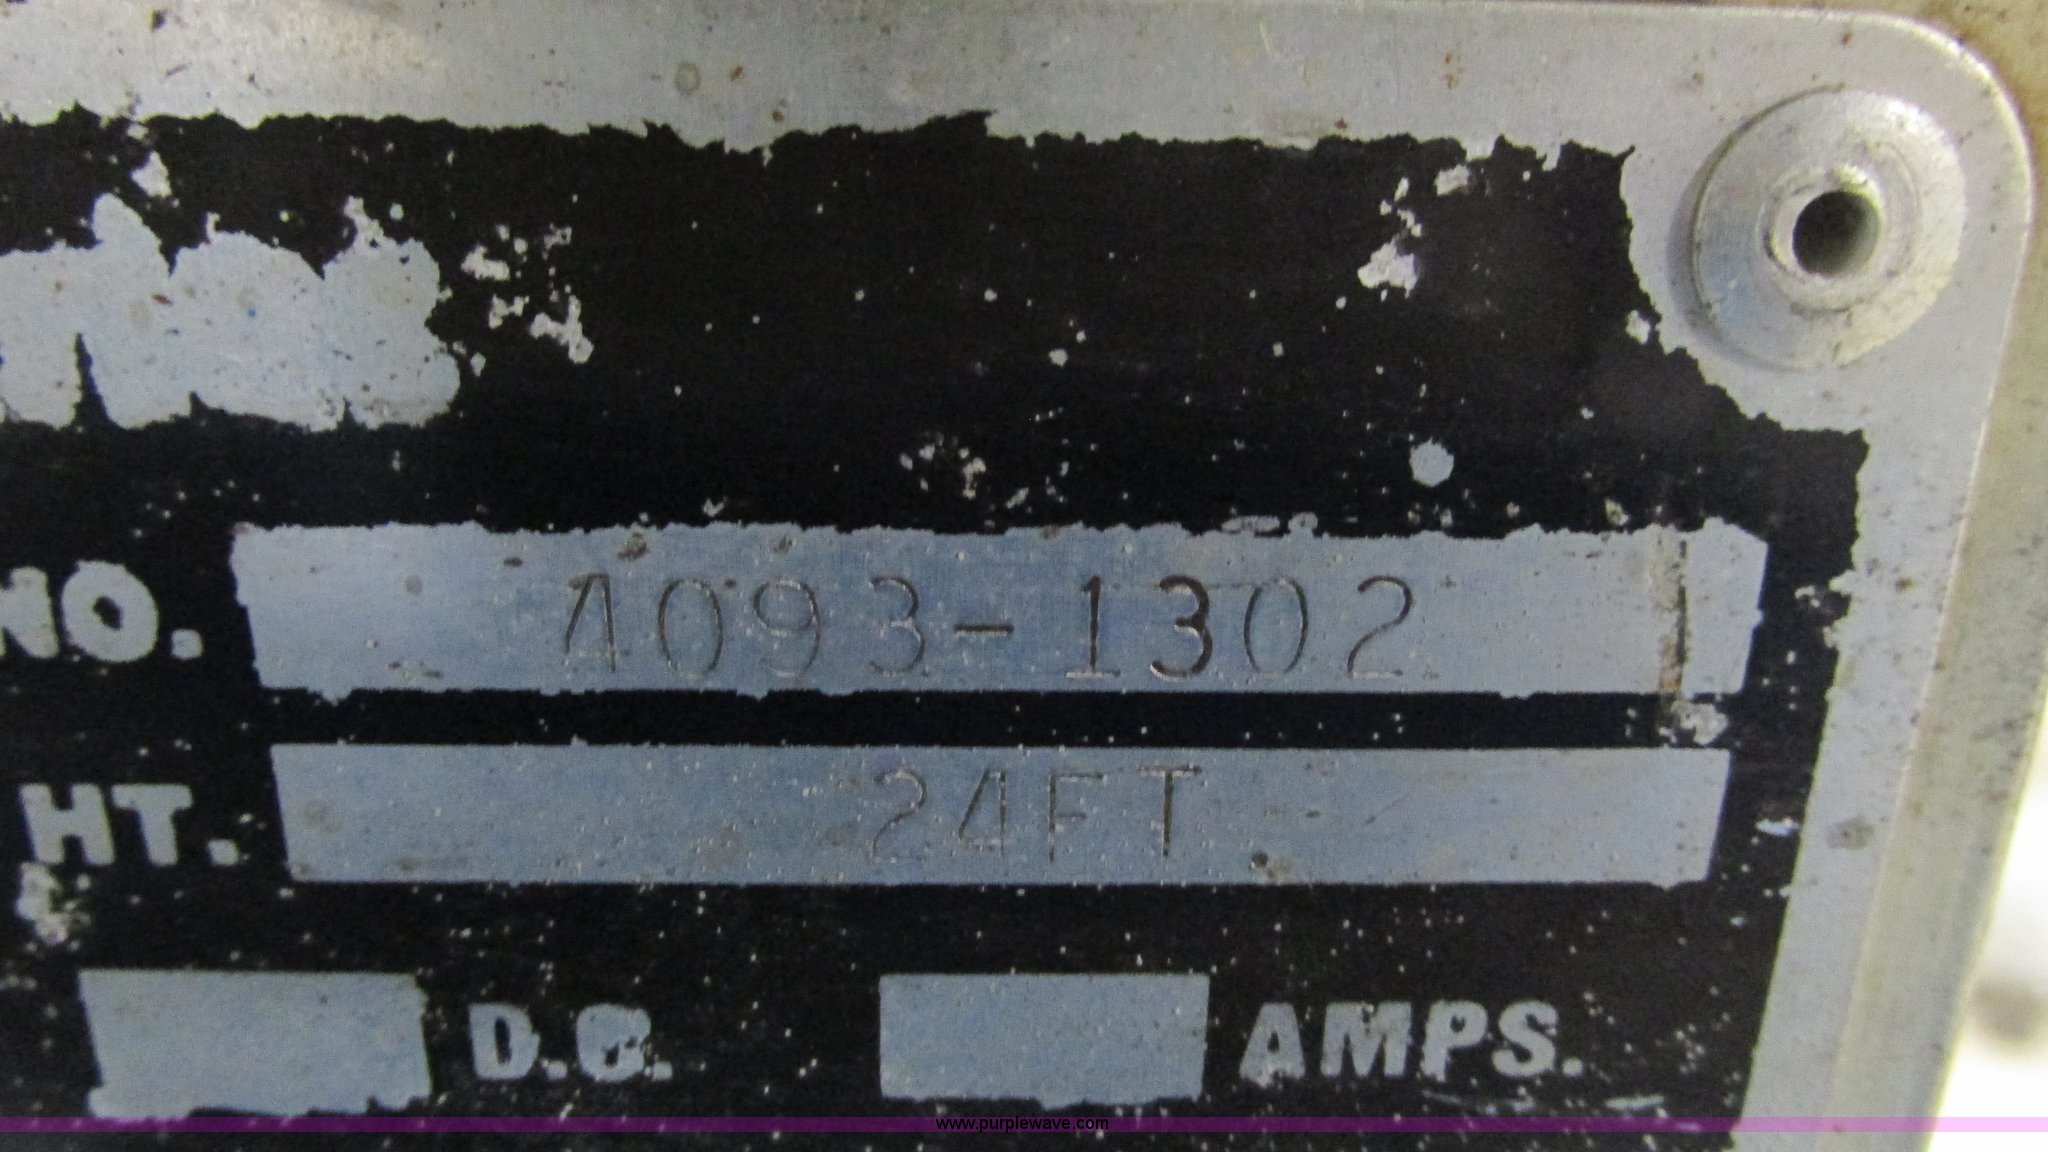 NO. 4093-1302
HT. 24FT
D.C. AMPS.
www.purplewave.com